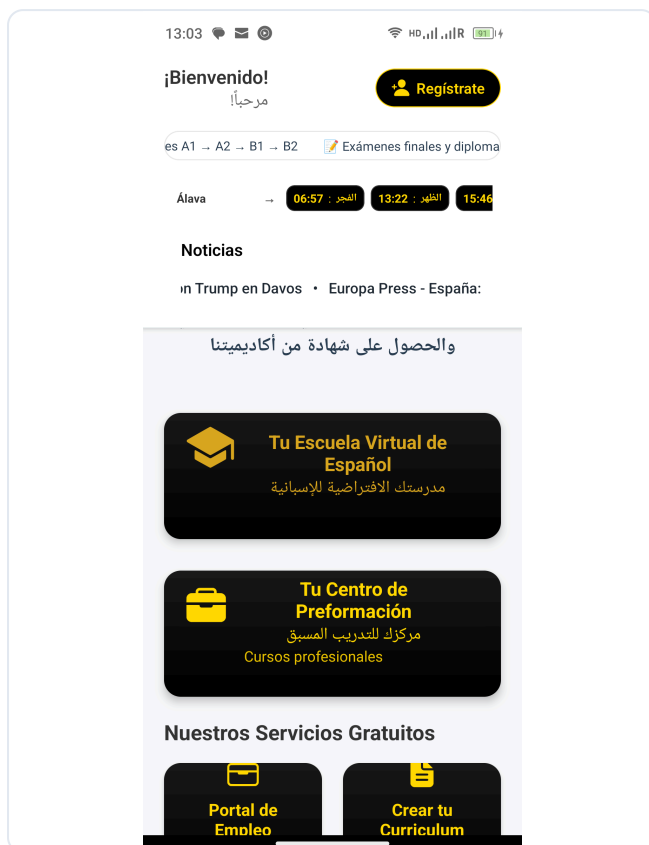 13:03
HD R 91
¡Bienvenido!
مرحباً!
Regístrate
es A1 → A2 → B1 → B2 📝 Exámenes finales y diploma
Álava → الفجر : 06:57 الظهر : 13:22 15:46
Noticias
on Trump en Davos • Europa Press - España:
والحصول على شهادة من أكاديميتنا
Tu Escuela Virtual de
Español
مدرستك الافتراضية للإسبانية
Tu Centro de
Preformación
مركزك للتدريب المسبق
Cursos profesionales
Nuestros Servicios Gratuitos
Portal de
Empleo
Crear tu
Curriculum